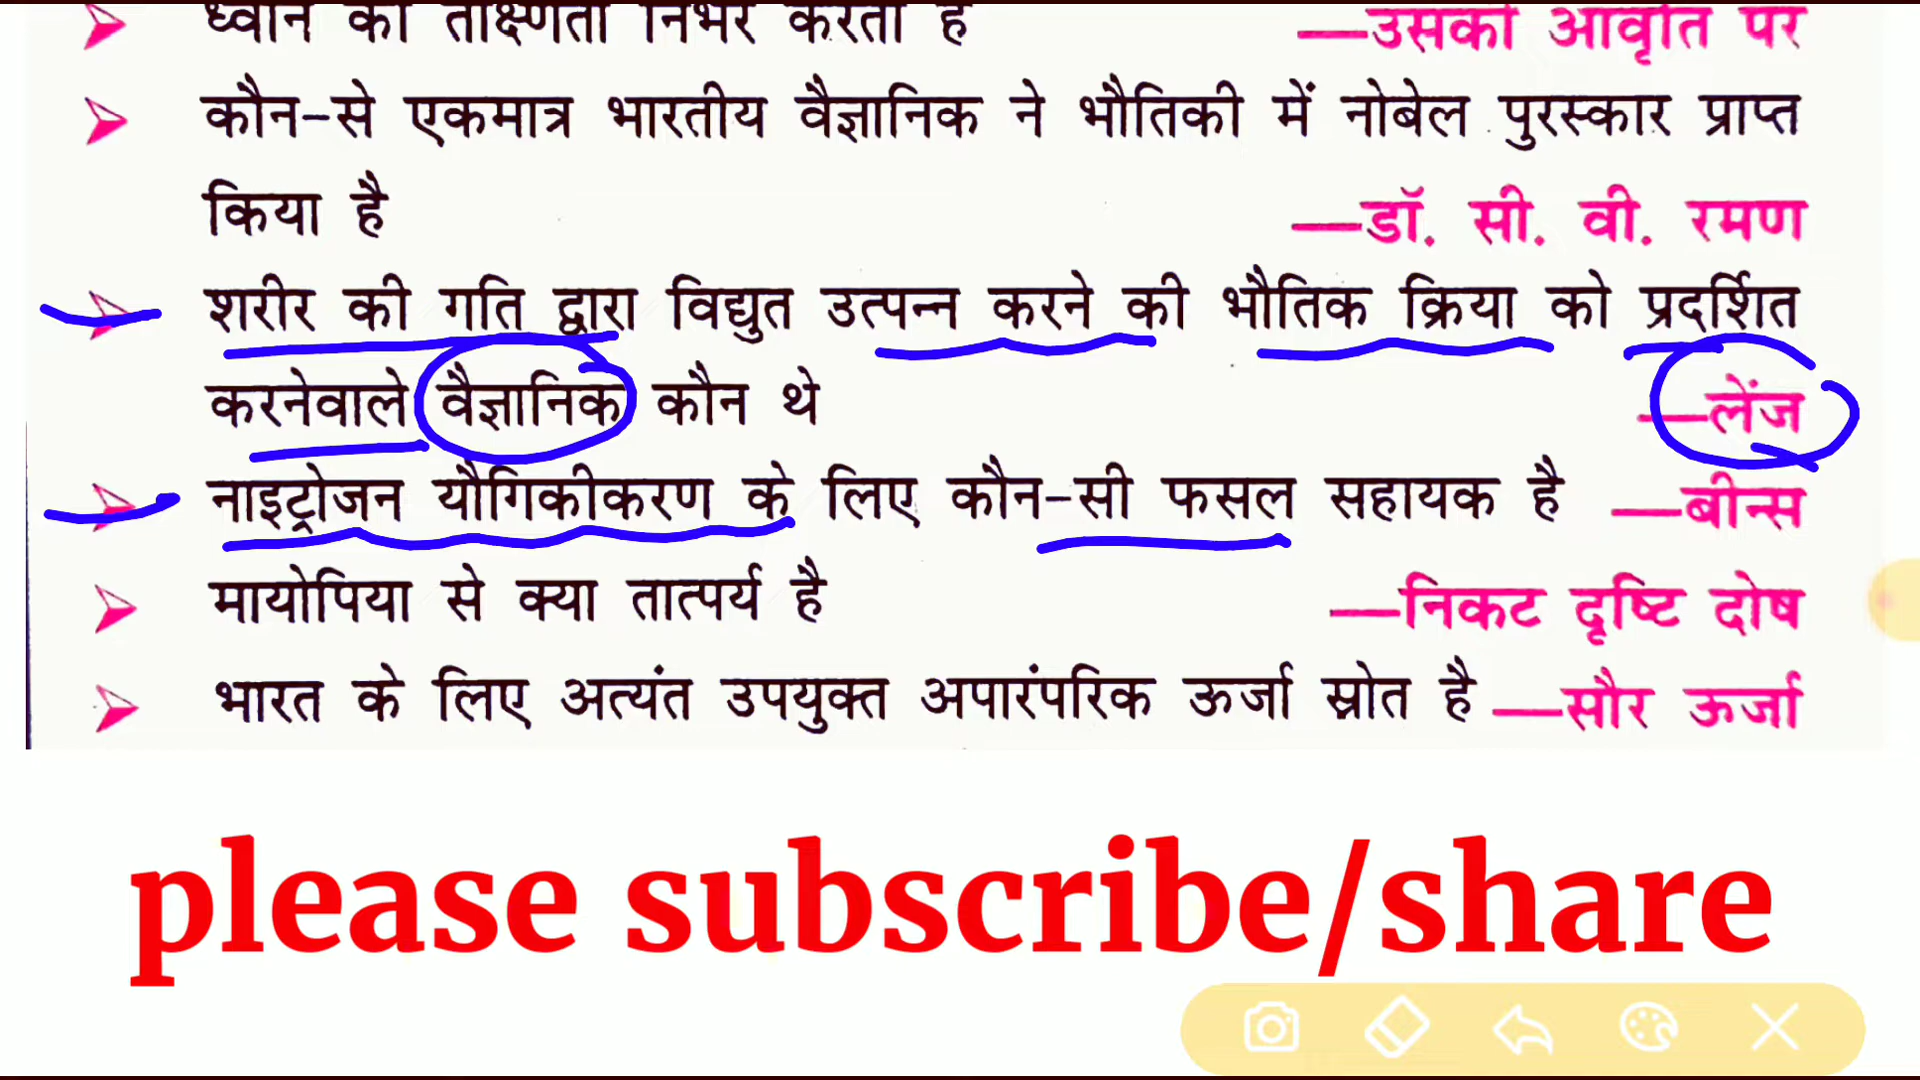 ध्वनि की तीक्ष्णता निर्भर करती है —उसकी आवृति पर
कौन-से एकमात्र भारतीय वैज्ञानिक ने भौतिकी में नोबेल पुरस्कार प्राप्त
किया है —डॉ. सी. वी. रमण
शरीर की गति द्वारा विद्युत उत्पन्न करने की भौतिक क्रिया को प्रदर्शित
करनेवाले वैज्ञानिक कौन थे —लेंज
नाइट्रोजन यौगिकीकरण के लिए कौन-सी फसल सहायक है —बीन्स
मायोपिया से क्या तात्पर्य है —निकट दृष्टि दोष
भारत के लिए अत्यंत उपयुक्त अपारंपरिक ऊर्जा स्रोत है —सौर ऊर्जा
please subscribe/share